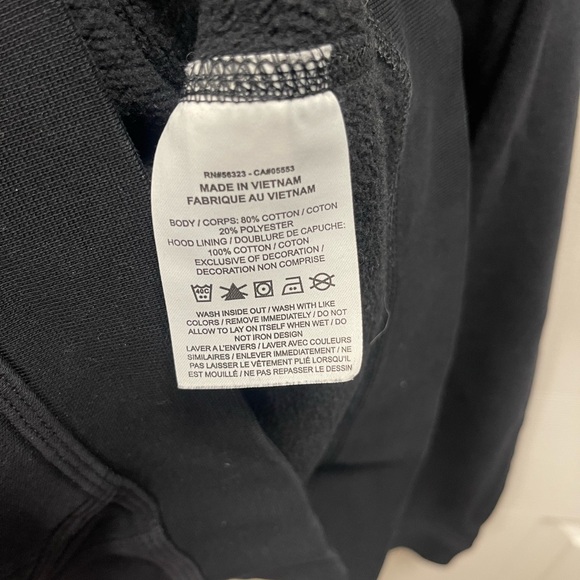 RN#56323 - CA#05553
MADE IN VIETNAM
FABRIQUE AU VIETNAM
BODY / CORPS: 80% COTTON / COTON
20% POLYESTER
HOOD LINING / DOUBLURE DE CAPUCHE:
100% COTTON / COTON
EXCLUSIVE OF DECORATION /
DECORATION NON COMPRISE
40C
WASH INSIDE OUT / WASH WITH LIKE
COLORS / REMOVE IMMEDIATELY / DO NOT
ALLOW TO LAY ON ITSELF WHEN WET / DO
NOT IRON DESIGN
LAVER A L'ENVERS / LAVER AVEC COULEURS
SIMILAIRES / ENLEVER IMMÉDIATEMENT / NE
PAS LAISSER LE VÊTEMENT PLIÉ LORSQU'IL
EST MOUILLÉ / NE PAS REPASSER LE DESSIN